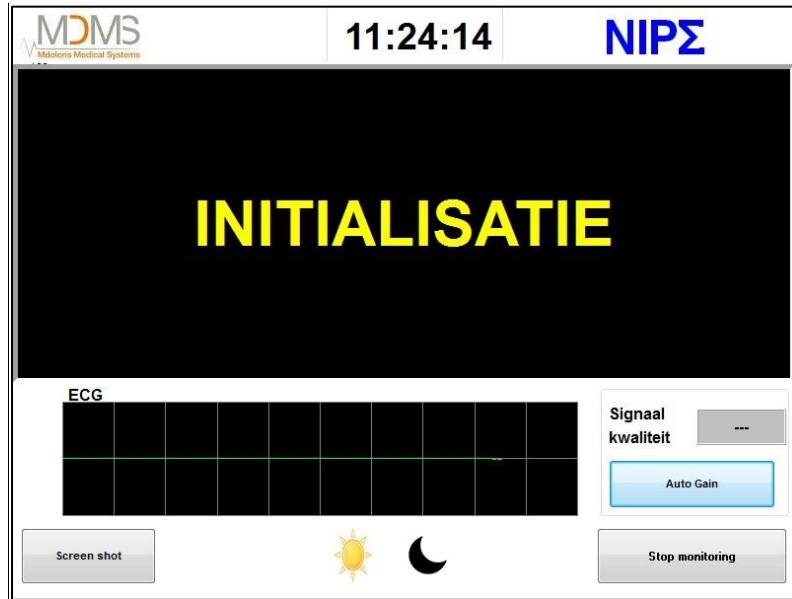 MDMS
Mdoloris Medical Systems
11:24:14
NIPΣ
INITIALISATIE
ECG
Signaal
kwaliteit
---
Auto Gain
Screen shot
Stop monitoring